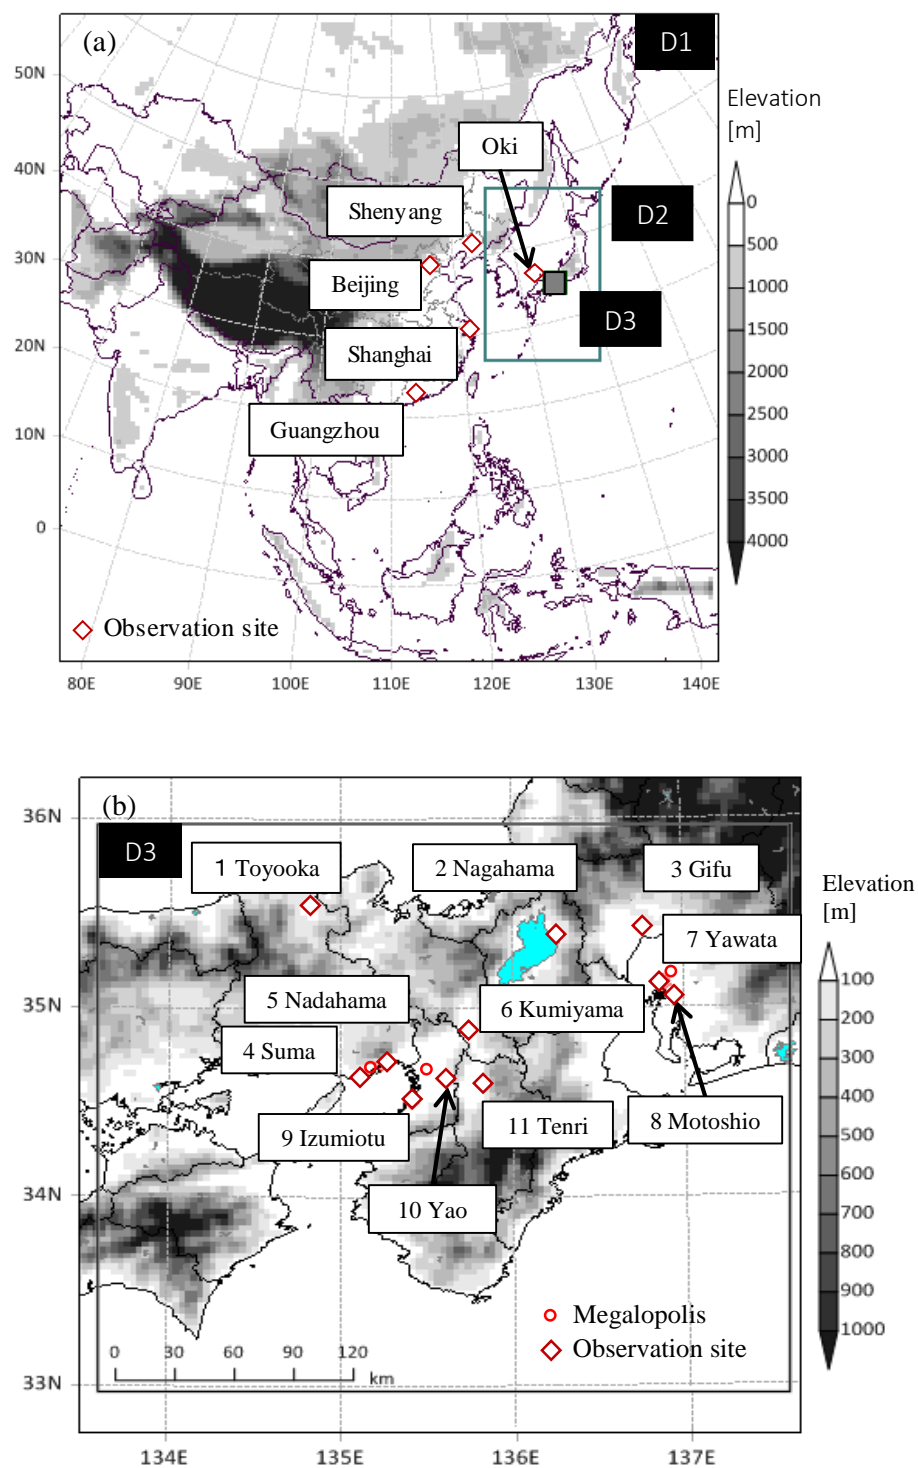 (a)
D1
50N
Elevation
[m]
Oki
40N
Shenyang
D2
0
30N
500
Beijing
1000
D3
1500
20N
Shanghai
2000
10N
Guangzhou
2500
3000
3500
0
4000
Observation site
80E
90E
100E
110E
120E
130E
140E
(b)
36N
D3
1 Toyooka
2 Nagahama
3 Gifu
Elevation
[m]
7 Yawata
100
5 Nadahama
6 Kumiyama
35N
200
4 Suma
300
400
9 Izumiotu
11 Tenri
8 Motoshio
500
34N
10 Yao
600
700
800
900
Megalopolis
1000
Observation site
0
30
60
90
120
km
33N
134E
135E
136E
137E